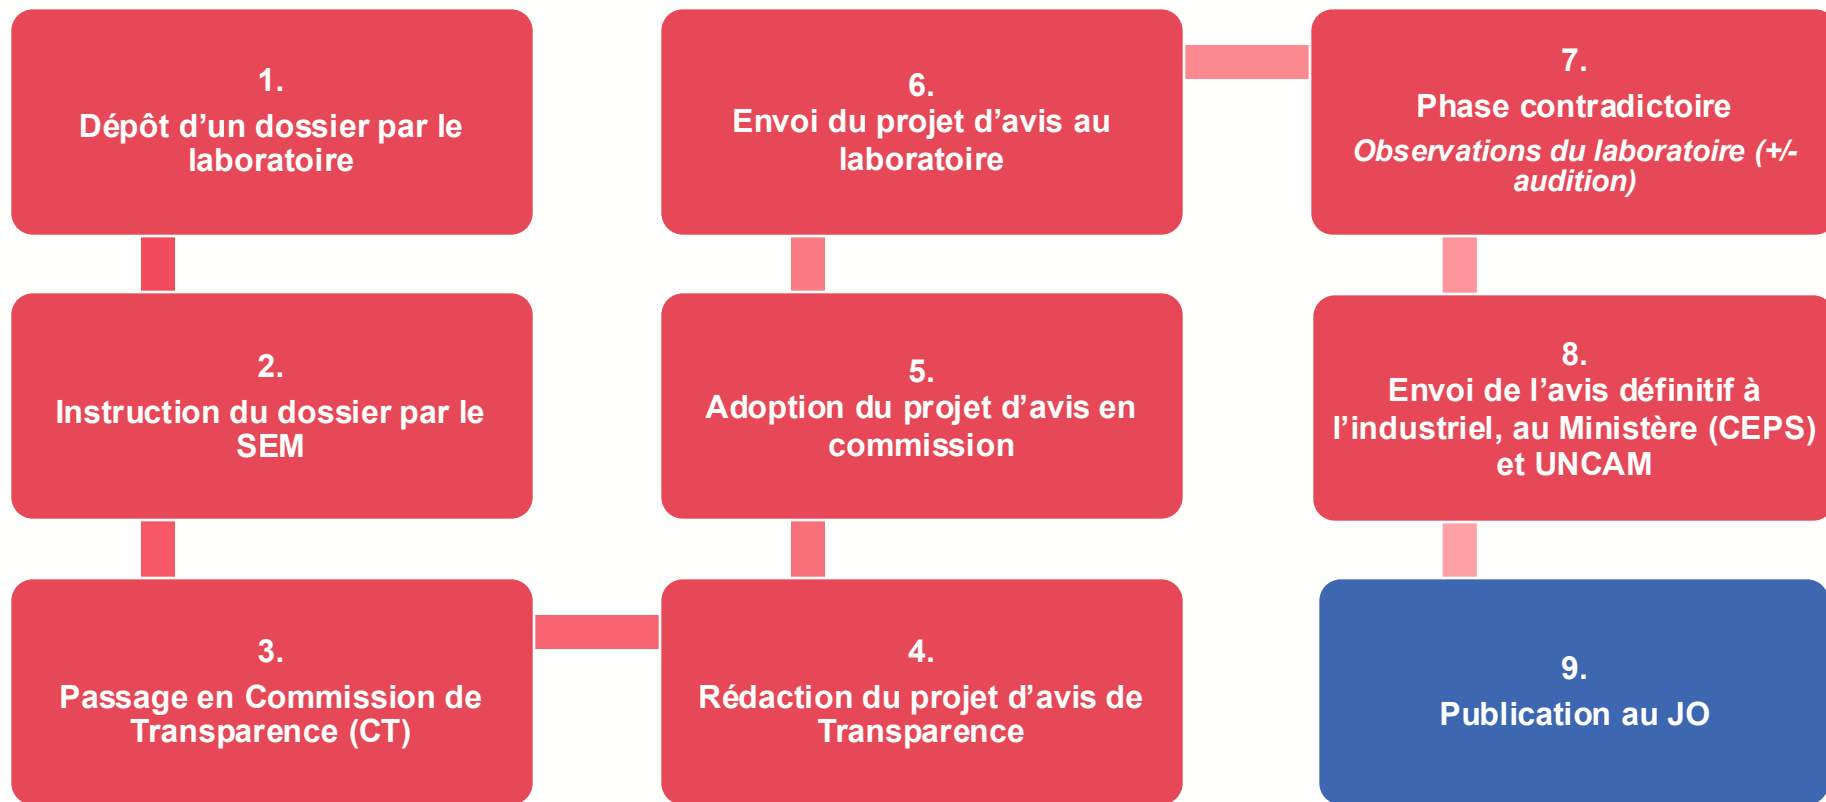 1.
Dépôt d’un dossier par le
laboratoire
2.
Instruction du dossier par le
SEM
3.
Passage en Commission de
Transparence (CT)
4.
Rédaction du projet d’avis de
Transparence
5.
Adoption du projet d’avis en
commission
6.
Envoi du projet d’avis au
laboratoire
7.
Phase contradictoire
Observations du laboratoire (+/-
audition)
8.
Envoi de l’avis définitif à
l’industriel, au Ministère (CEPS)
et UNCAM
9.
Publication au JO